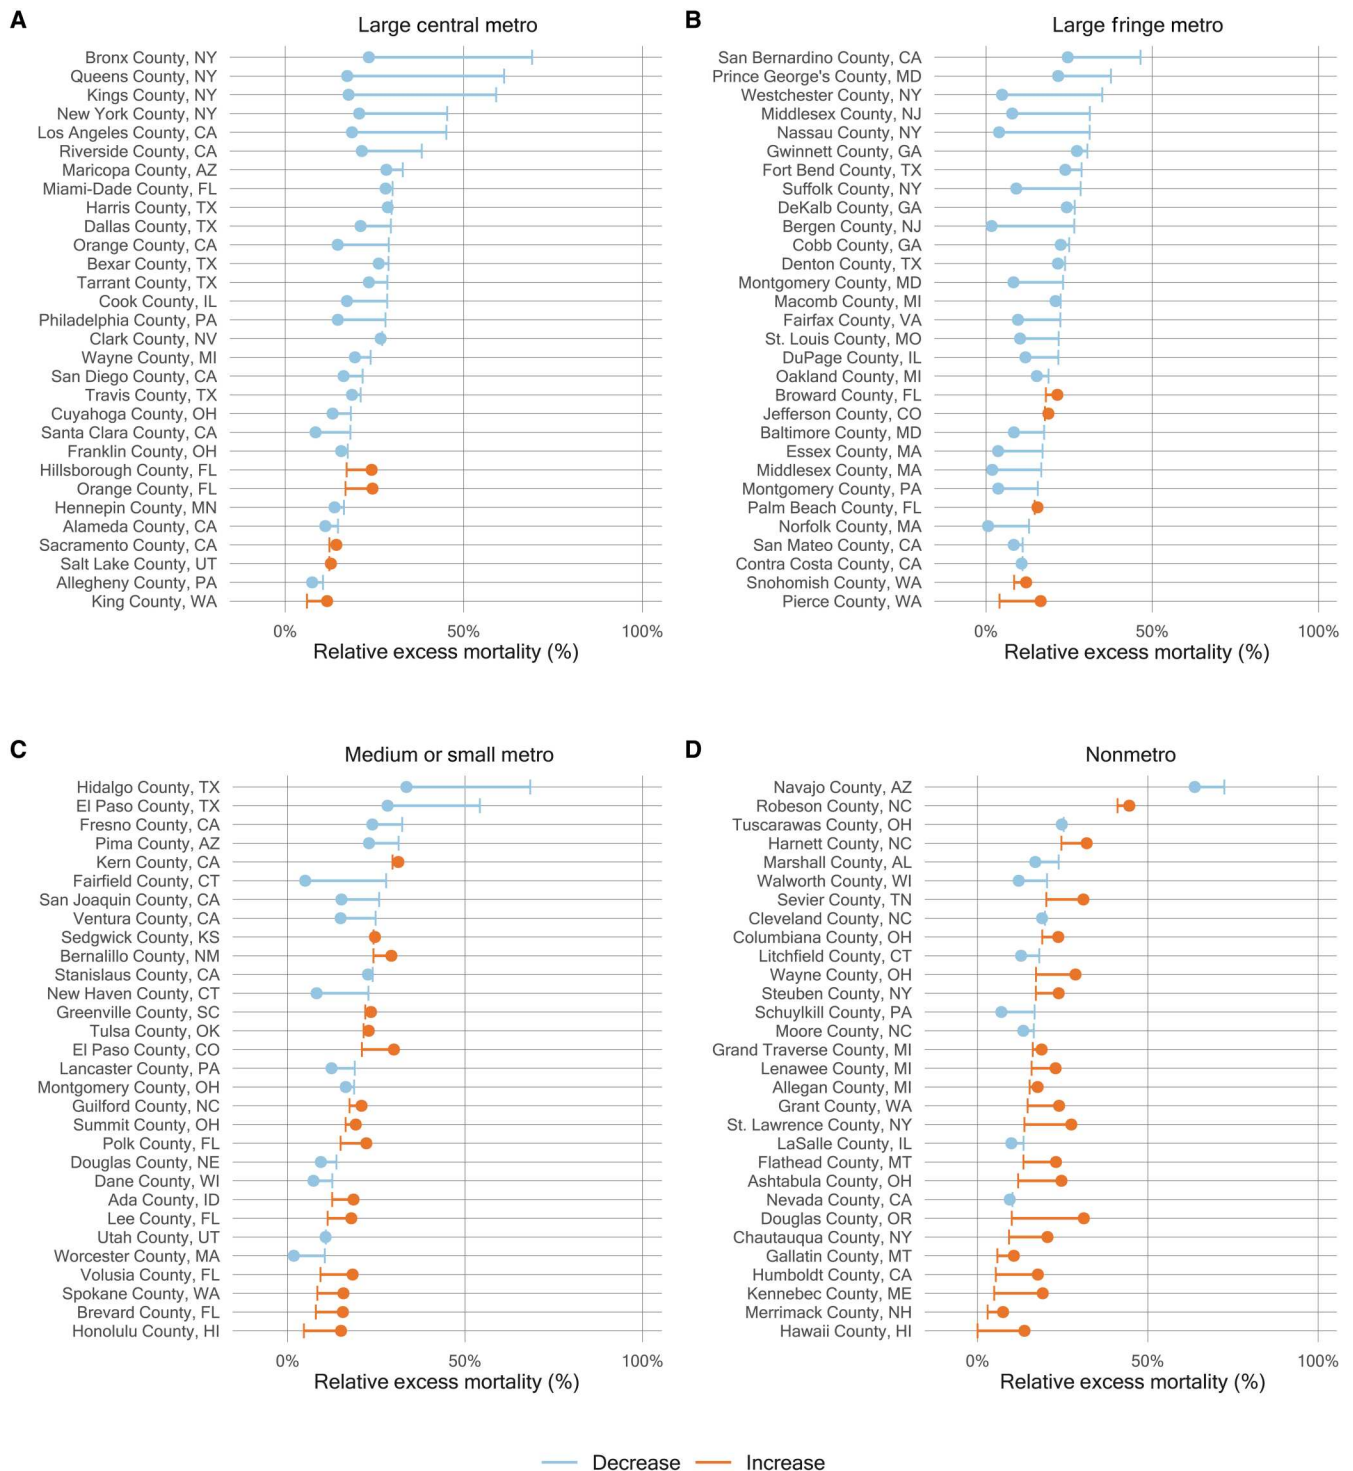 A
Large central metro
Bronx County, NY
Queens County, NY
Kings County, NY
New York County, NY
Los Angeles County, CA
Riverside County, CA
Maricopa County, AZ
Miami-Dade County, FL
Harris County, TX
Dallas County, TX
Orange County, CA
Bexar County, TX
Tarrant County, TX
Cook County, IL
Philadelphia County, PA
Clark County, NV
Wayne County, MI
San Diego County, CA
Travis County, TX
Cuyahoga County, OH
Santa Clara County, CA
Franklin County, OH
Hillsborough County, FL
Orange County, FL
Hennepin County, MN
Alameda County, CA
Sacramento County, CA
Salt Lake County, UT
Allegheny County, PA
King County, WA
0% 50% 100%
Relative excess mortality (%)
B
Large fringe metro
San Bernardino County, CA
Prince George's County, MD
Westchester County, NY
Middlesex County, NJ
Nassau County, NY
Gwinnett County, GA
Fort Bend County, TX
Suffolk County, NY
DeKalb County, GA
Bergen County, NJ
Cobb County, GA
Denton County, TX
Montgomery County, MD
Macomb County, MI
Fairfax County, VA
St. Louis County, MO
DuPage County, IL
Oakland County, MI
Broward County, FL
Jefferson County, CO
Baltimore County, MD
Essex County, MA
Middlesex County, MA
Montgomery County, PA
Palm Beach County, FL
Norfolk County, MA
San Mateo County, CA
Contra Costa County, CA
Snohomish County, WA
Pierce County, WA
0% 50% 100%
Relative excess mortality (%)
C
Medium or small metro
Hidalgo County, TX
El Paso County, TX
Fresno County, CA
Pima County, AZ
Kern County, CA
Fairfield County, CT
San Joaquin County, CA
Ventura County, CA
Sedgwick County, KS
Bernalillo County, NM
Stanislaus County, CA
New Haven County, CT
Greenville County, SC
Tulsa County, OK
El Paso County, CO
Lancaster County, PA
Montgomery County, OH
Guilford County, NC
Summit County, OH
Polk County, FL
Douglas County, NE
Dane County, WI
Ada County, ID
Lee County, FL
Utah County, UT
Worcester County, MA
Volusia County, FL
Spokane County, WA
Brevard County, FL
Honolulu County, HI
0% 50% 100%
Relative excess mortality (%)
D
Nonmetro
Navajo County, AZ
Robeson County, NC
Tuscarawas County, OH
Harnett County, NC
Marshall County, AL
Walworth County, WI
Sevier County, TN
Cleveland County, NC
Columbiana County, OH
Litchfield County, CT
Wayne County, OH
Steuben County, NY
Schuylkill County, PA
Moore County, NC
Grand Traverse County, MI
Lenawee County, MI
Allegan County, MI
Grant County, WA
St. Lawrence County, NY
LaSalle County, IL
Flathead County, MT
Ashtabula County, OH
Nevada County, CA
Douglas County, OR
Chautauqua County, NY
Gallatin County, MT
Humboldt County, CA
Kennebec County, ME
Merrimack County, NH
Hawaii County, HI
0% 50% 100%
Relative excess mortality (%)
Decrease Increase